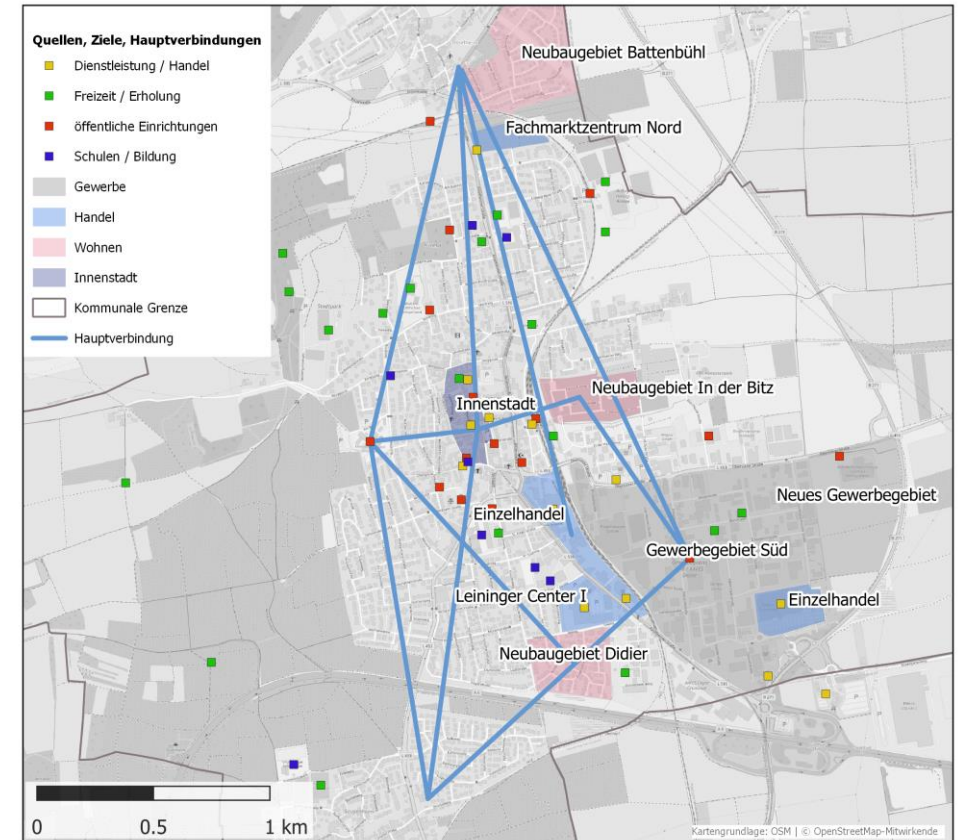 Quellen, Ziele, Hauptverbindungen
Dienstleistung / Handel
Freizeit / Erholung
öffentliche Einrichtungen
Schulen / Bildung
Gewerbe
Handel
Wohnen
Innenstadt
Kommunale Grenze
Hauptverbindung
Neubaugebiet Battenbühl
Fachmarktzentrum Nord
Neubaugebiet In der Bitz
Innenstadt
Neues Gewerbegebiet
Einzelhandel
Gewerbegebiet Süd
Leininger Center I
Einzelhandel
Neubaugebiet Didier
0 0.5 1 km
Kartengrundlage: OSM | © OpenStreetMap-Mitwirkende